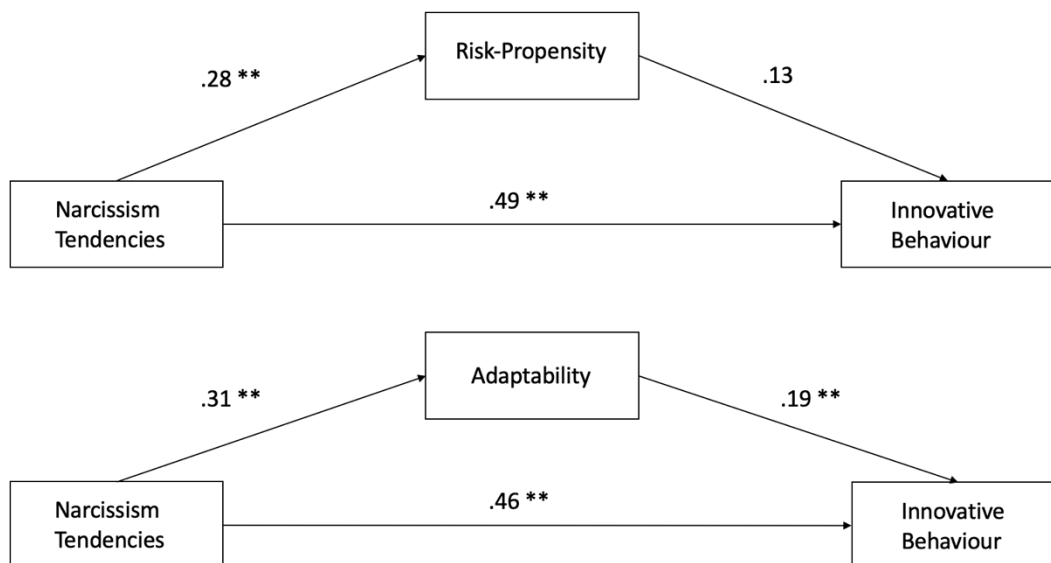 Risk-Propensity
.28 **
.13
Narcissism
Tendencies
.49 **
Innovative
Behaviour
Adaptability
.31 **
.19 **
Narcissism
Tendencies
.46 **
Innovative
Behaviour